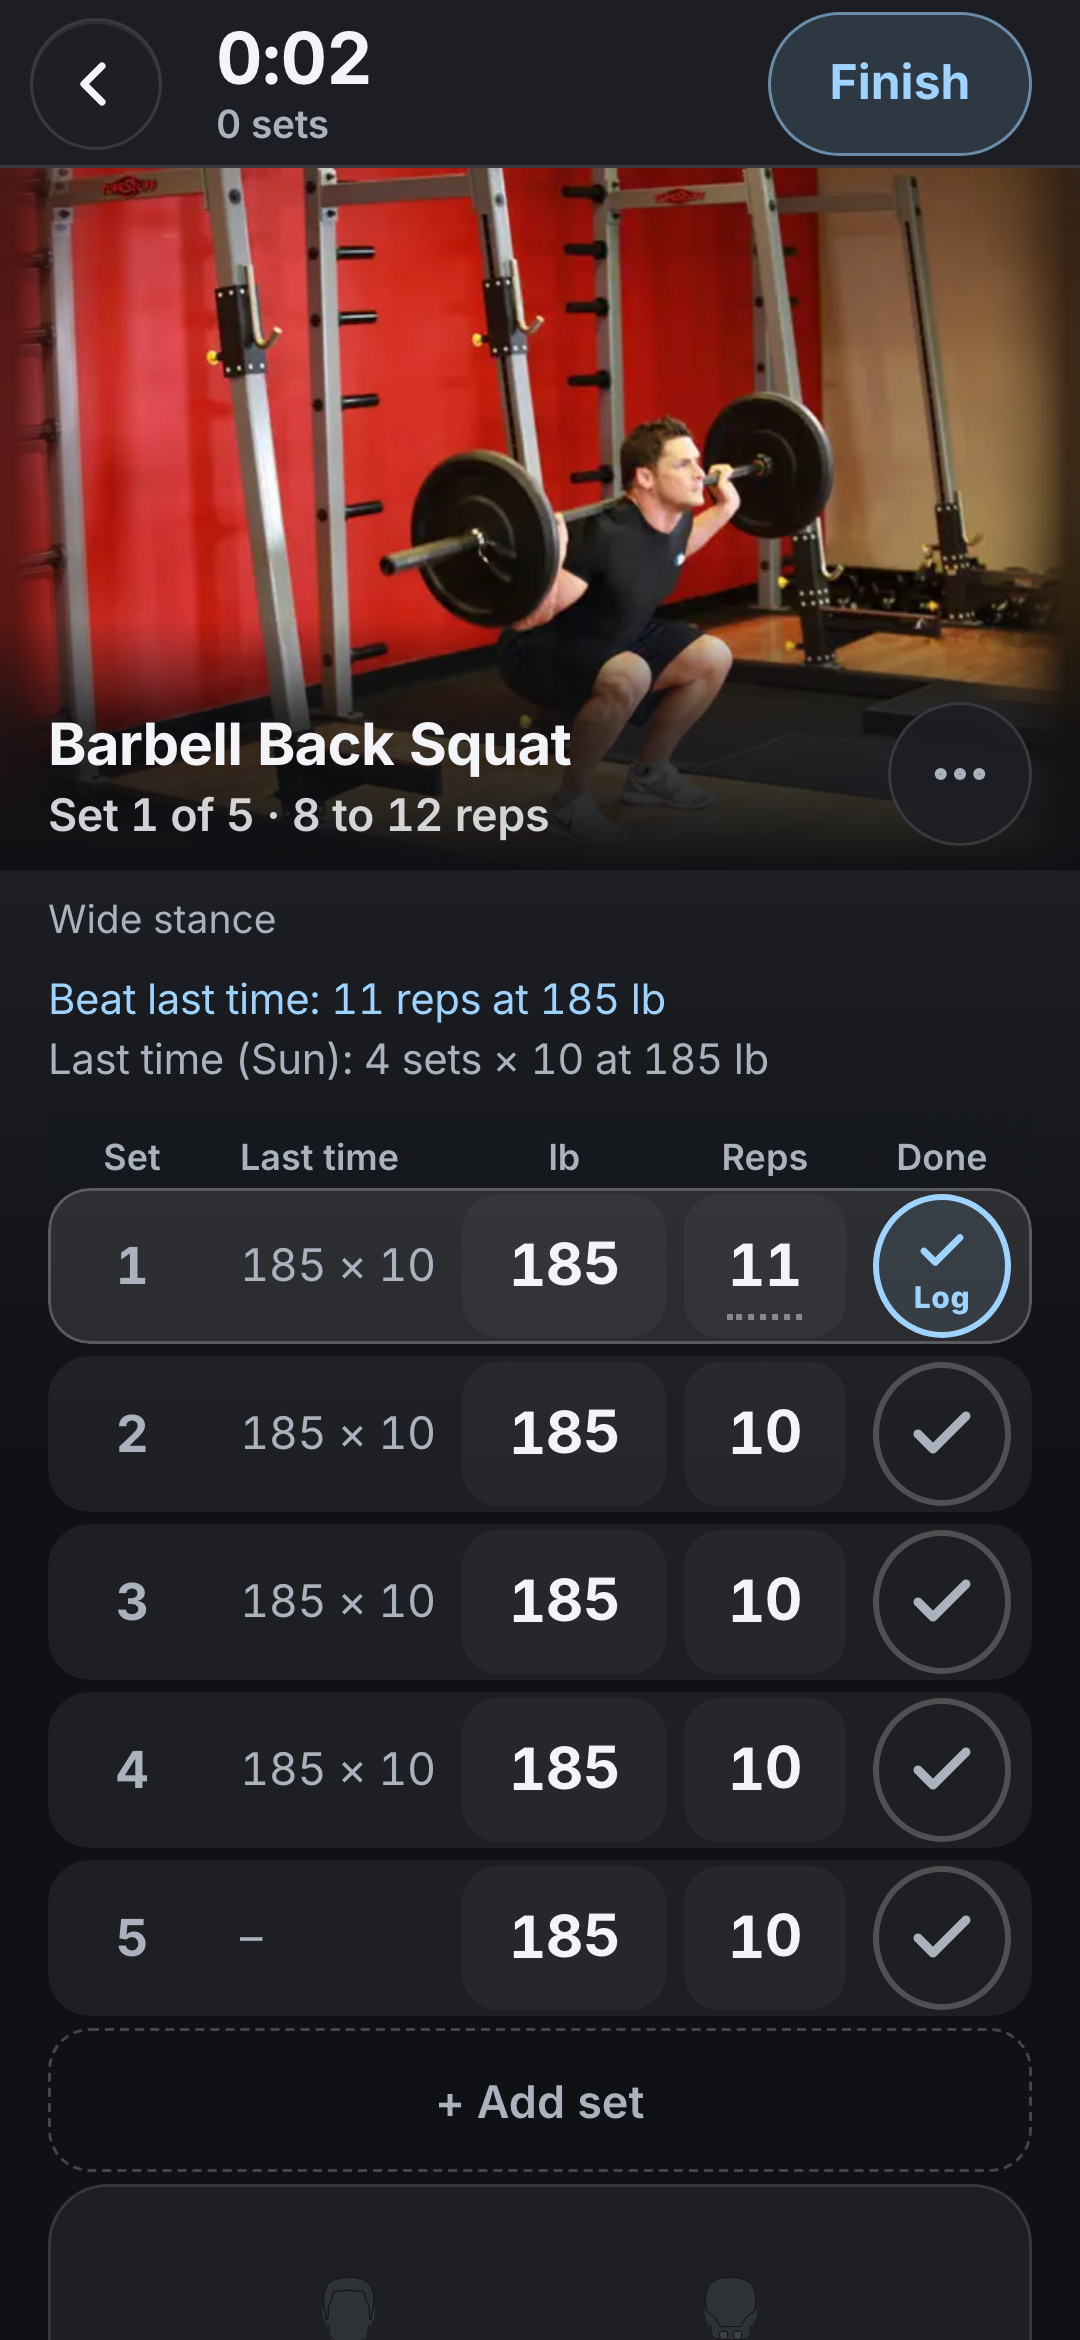 0:02
0 sets
Finish
Barbell Back Squat
Set 1 of 5 · 8 to 12 reps
Wide stance
Beat last time: 11 reps at 185 lb
Last time (Sun): 4 sets × 10 at 185 lb
Set Last time lb Reps Done
1 185 × 10 185 11 Log
2 185 × 10 185 10
3 185 × 10 185 10
4 185 × 10 185 10
5 – 185 10
+ Add set